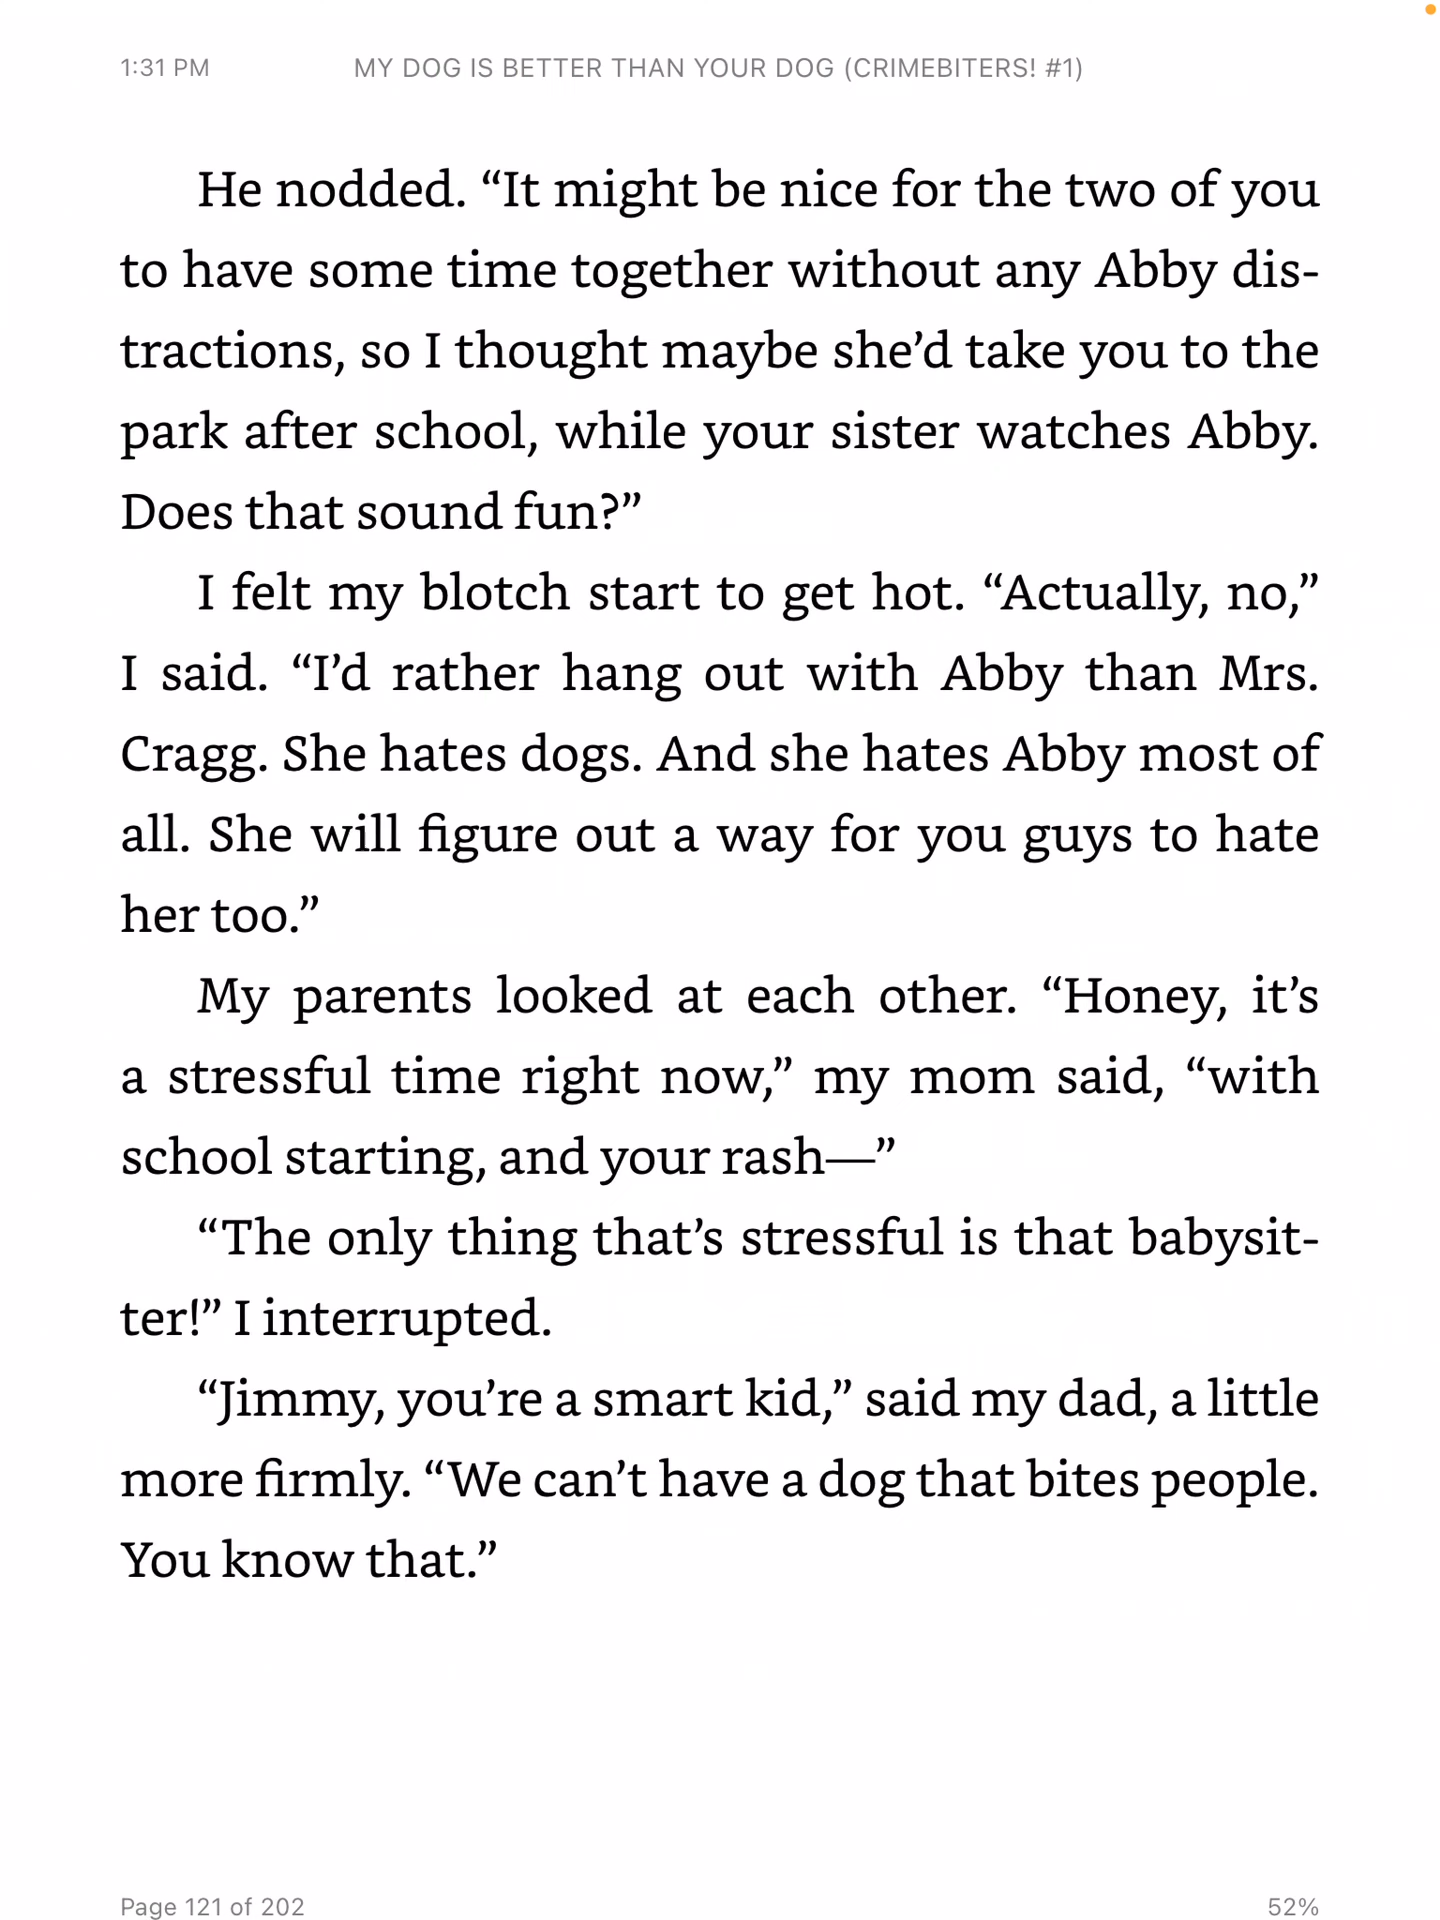 1:31 PM
MY DOG IS BETTER THAN YOUR DOG (CRIMEBITERS! #1)
He nodded. “It might be nice for the two of you
to have some time together without any Abby dis-
tractions, so I thought maybe she’d take you to the
park after school, while your sister watches Abby.
Does that sound fun?”
I felt my blotch start to get hot. “Actually, no,”
I said. “I’d rather hang out with Abby than Mrs.
Cragg. She hates dogs. And she hates Abby most of
all. She will figure out a way for you guys to hate
her too.”
My parents looked at each other. “Honey, it’s
a stressful time right now,” my mom said, “with
school starting, and your rash—”
“The only thing that’s stressful is that babysit-
ter!” I interrupted.
“Jimmy, you’re a smart kid,” said my dad, a little
more firmly. “We can’t have a dog that bites people.
You know that.”
Page 121 of 202
52%